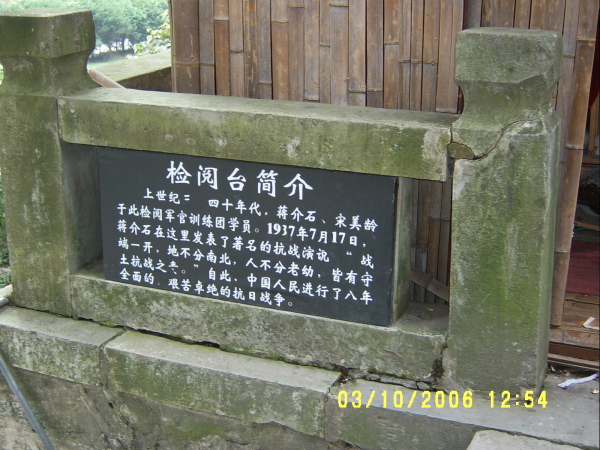 检阅台简介
上世纪二 四十年代，蒋介石、宋美龄
于此检阅军官训练团学员。1937年7月17日，
蒋介石在这里发表了著名的抗战演说，“战
端一开，地不分南北，人不分老幼，皆有守
土抗战之责。”自此，中国人民进行了八年
全面的、艰苦卓绝的抗日战争。
03/10/2006 12:54